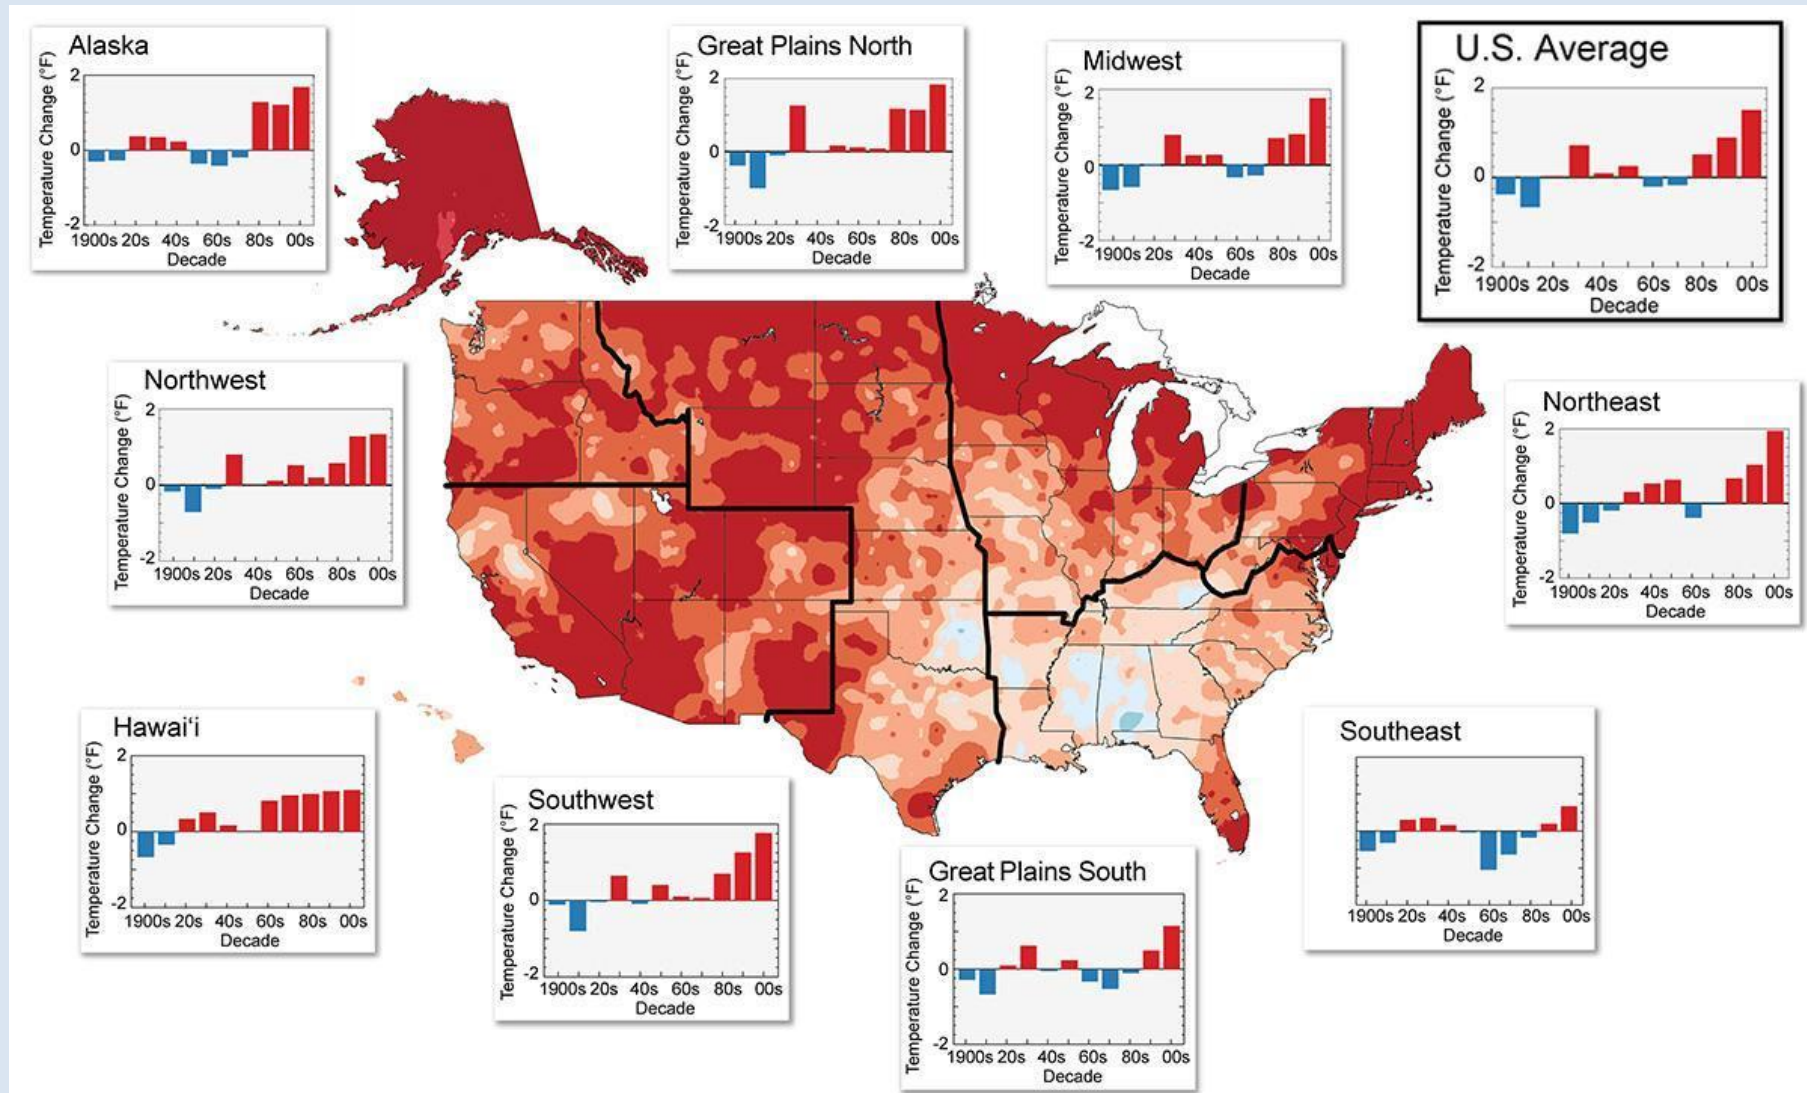 Alaska
Temperature Change (°F)
2
0
-2
1900s 20s 40s 60s 80s 00s
Decade
Great Plains North
Temperature Change (°F)
2
0
-2
1900s 20s 40s 60s 80s 00s
Decade
Midwest
Temperature Change (°F)
2
0
-2
1900s 20s 40s 60s 80s 00s
Decade
U.S. Average
Temperature Change (°F)
2
0
-2
1900s 20s 40s 60s 80s 00s
Decade
Northwest
Temperature Change (°F)
2
0
-2
1900s 20s 40s 60s 80s 00s
Decade
Northeast
Temperature Change (°F)
2
0
-2
1900s 20s 40s 60s 80s 00s
Decade
Hawai‘i
Temperature Change (°F)
2
0
-2
1900s 20s 40s 60s 80s 00s
Decade
Southwest
Temperature Change (°F)
2
0
-2
1900s 20s 40s 60s 80s 00s
Decade
Great Plains South
Temperature Change (°F)
2
0
-2
1900s 20s 40s 60s 80s 00s
Decade
Southeast
1900s 20s 40s 60s 80s 00s
Decade